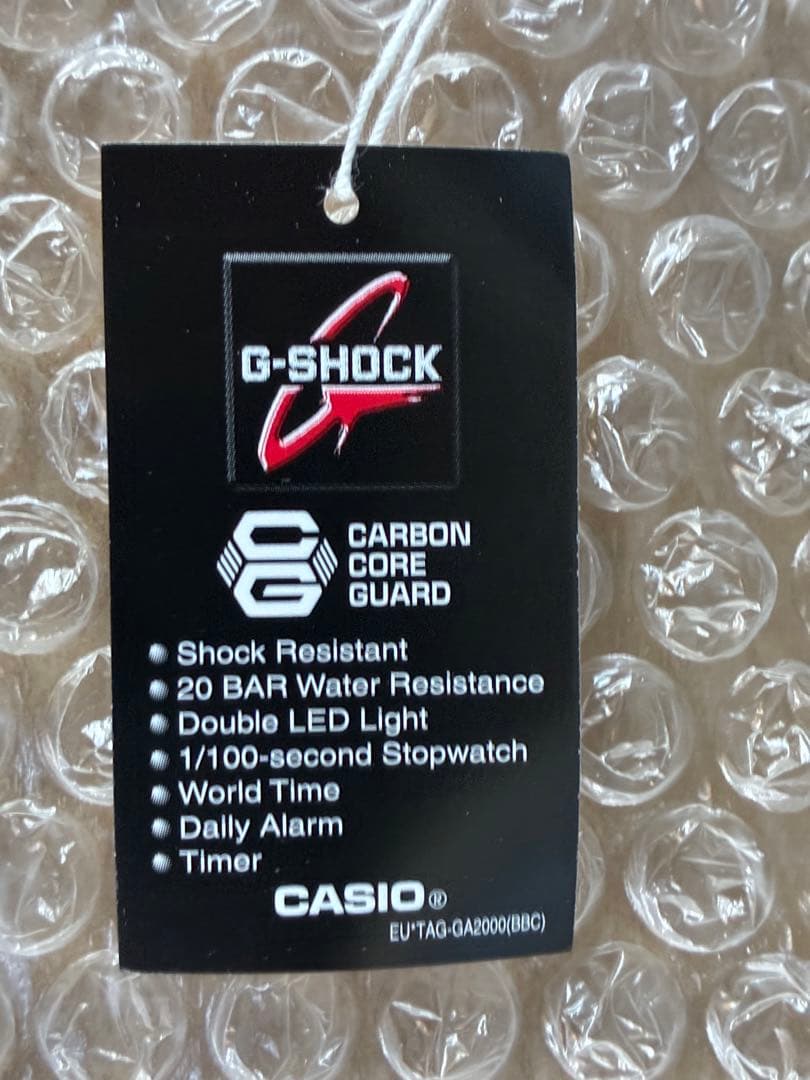 G-SHOCK
CG
CARBON
CORE
GUARD
Shock Resistant
20 BAR Water Resistance
Double LED Light
1/100-second Stopwatch
World Time
Daily Alarm
Timer
CASIO®
EU*TAG-GA2000(BBC)